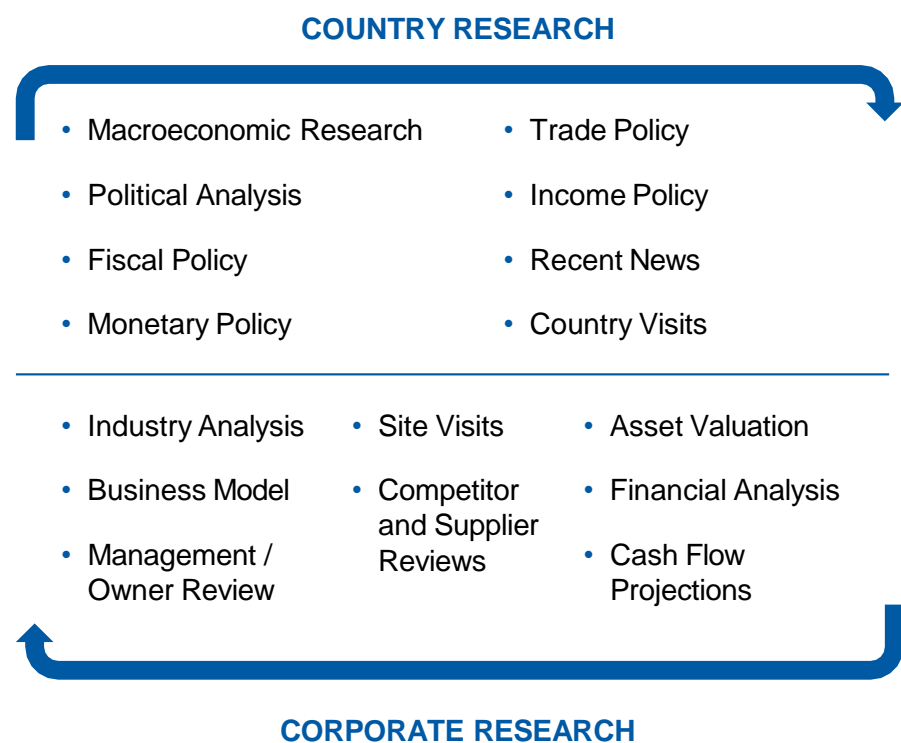 COUNTRY RESEARCH
• Macroeconomic Research
• Political Analysis
• Fiscal Policy
• Monetary Policy
• Trade Policy
• Income Policy
• Recent News
• Country Visits
• Industry Analysis
• Business Model
• Management /
Owner Review
• Site Visits
• Competitor
and Supplier
Reviews
• Asset Valuation
• Financial Analysis
• Cash Flow
Projections
CORPORATE RESEARCH